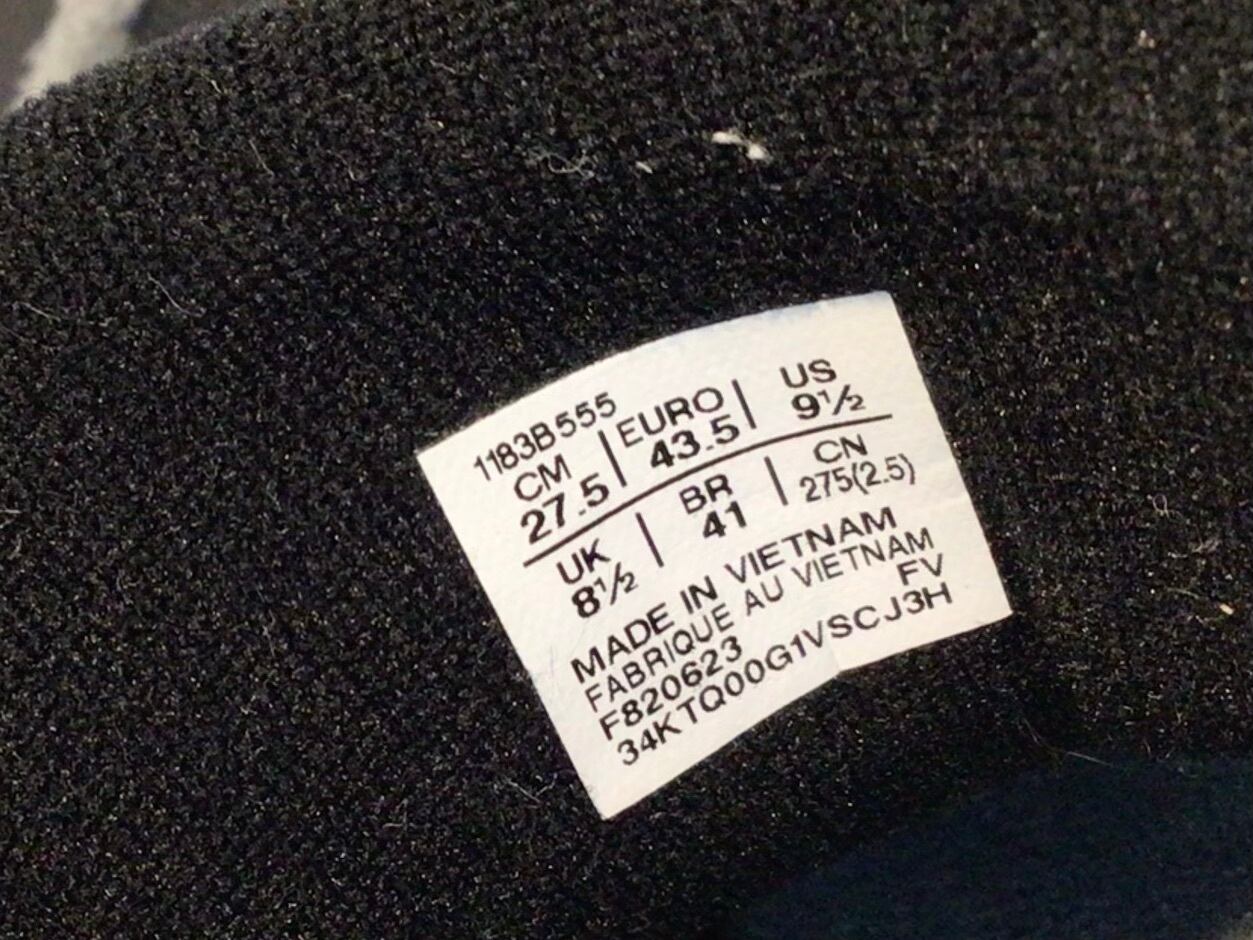 1183B555
CM | EURO | US
27.5 | 43.5 | 9½
UK | BR | CN
8½ | 41 | 275(2.5)
MADE IN VIETNAM
FABRIQUE AU VIETNAM
F820623 FV
34KTQ00G1VSCJ3H